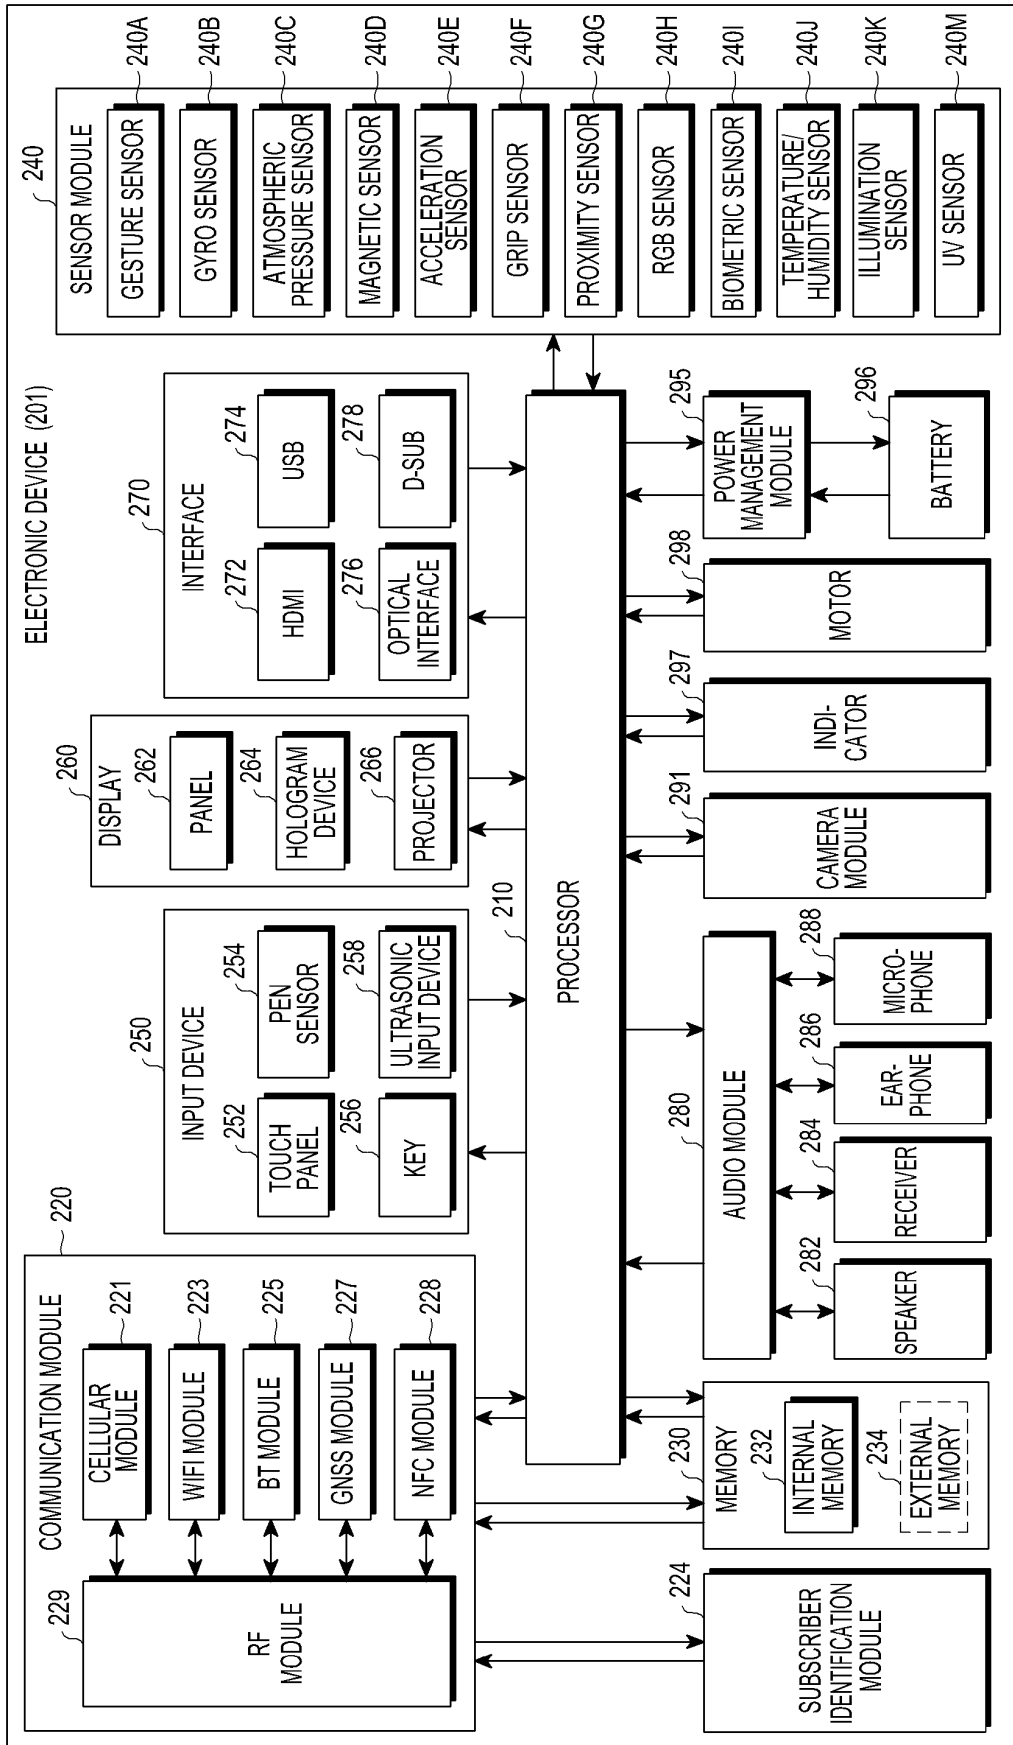 ELECTRONIC DEVICE (201)
220
COMMUNICATION MODULE
229
RF
MODULE
CELLULAR
MODULE
221
WIFI MODULE
223
BT MODULE
225
GNSS MODULE
227
NFC MODULE
228
250
INPUT DEVICE
252
TOUCH
PANEL
254
PEN
SENSOR
256
KEY
258
ULTRASONIC
INPUT DEVICE
260
DISPLAY
262
PANEL
264
HOLOGRAM
DEVICE
266
PROJECTOR
270
INTERFACE
272
HDMI
274
USB
276
OPTICAL
INTERFACE
278
D-SUB
240
SENSOR MODULE
GESTURE SENSOR
240A
GYRO SENSOR
240B
ATMOSPHERIC
PRESSURE SENSOR
240C
MAGNETIC SENSOR
240D
ACCELERATION
SENSOR
240E
GRIP SENSOR
240F
PROXIMITY SENSOR
240G
RGB SENSOR
240H
BIOMETRIC SENSOR
240I
TEMPERATURE/
HUMIDITY SENSOR
240J
ILLUMINATION
SENSOR
240K
UV SENSOR
240M
210
PROCESSOR
224
SUBSCRIBER
IDENTIFICATION
MODULE
230
MEMORY
232
INTERNAL
MEMORY
234
EXTERNAL
MEMORY
280
AUDIO MODULE
282
SPEAKER
284
RECEIVER
286
EAR-
PHONE
288
MICRO-
PHONE
291
CAMERA
MODULE
297
INDI-
CATOR
298
MOTOR
295
POWER
MANAGEMENT
MODULE
296
BATTERY